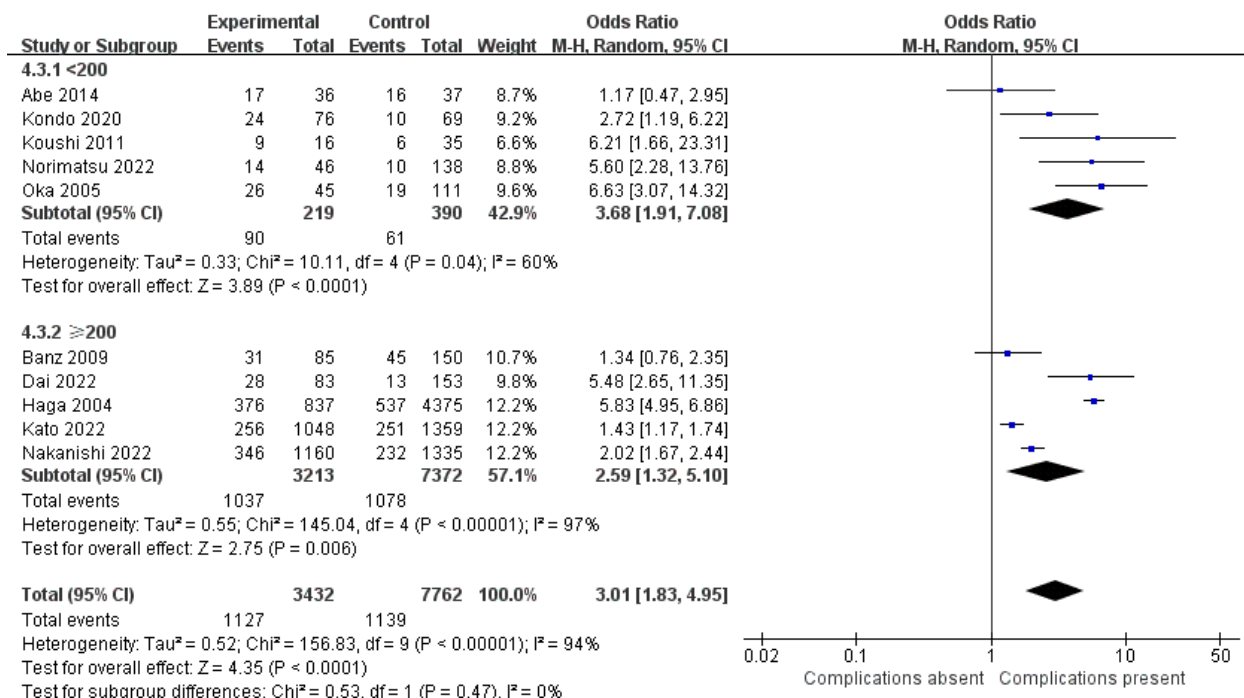 Experimental Control Odds Ratio Odds Ratio
Study or Subgroup Events Total Events Total Weight M-H, Random, 95% CI M-H, Random, 95% CI
4.3.1 <200
Abe 2014 17 36 16 37 8.7% 1.17 [0.47, 2.95]
Kondo 2020 24 76 10 69 9.2% 2.72 [1.19, 6.22]
Koushi 2011 9 16 6 35 6.6% 6.21 [1.66, 23.31]
Norimatsu 2022 14 46 10 138 8.8% 5.60 [2.28, 13.76]
Oka 2005 26 45 19 111 9.6% 6.63 [3.07, 14.32]
Subtotal (95% CI) 219 390 42.9% 3.68 [1.91, 7.08]
Total events 90 61
Heterogeneity: Tau² = 0.33; Chi² = 10.11, df = 4 (P = 0.04); I² = 60%
Test for overall effect: Z = 3.89 (P < 0.0001)
4.3.2 ≥200
Banz 2009 31 85 45 150 10.7% 1.34 [0.76, 2.35]
Dai 2022 28 83 13 153 9.8% 5.48 [2.65, 11.35]
Haga 2004 376 837 537 4375 12.2% 5.83 [4.95, 6.86]
Kato 2022 256 1048 251 1359 12.2% 1.43 [1.17, 1.74]
Nakanishi 2022 346 1160 232 1335 12.2% 2.02 [1.67, 2.44]
Subtotal (95% CI) 3213 7372 57.1% 2.59 [1.32, 5.10]
Total events 1037 1078
Heterogeneity: Tau² = 0.55; Chi² = 145.04, df = 4 (P < 0.00001); I² = 97%
Test for overall effect: Z = 2.75 (P = 0.006)
Total (95% CI) 3432 7762 100.0% 3.01 [1.83, 4.95]
Total events 1127 1139
Heterogeneity: Tau² = 0.52; Chi² = 156.83, df = 9 (P < 0.00001); I² = 94%
Test for overall effect: Z = 4.35 (P < 0.0001)
Test for subgroup differences: Chi² = 0.53, df = 1 (P = 0.47), I² = 0%
0.02 0.1 1 10 50
Complications absent Complications present